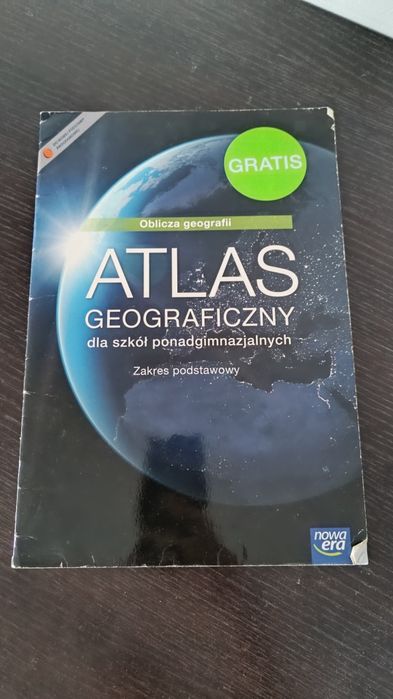 GRATIS
Oblicza geografii
ATLAS
GEOGRAFICZNY
dla szkół ponadgimnazjalnych
Zakres podstawowy
nowa
era